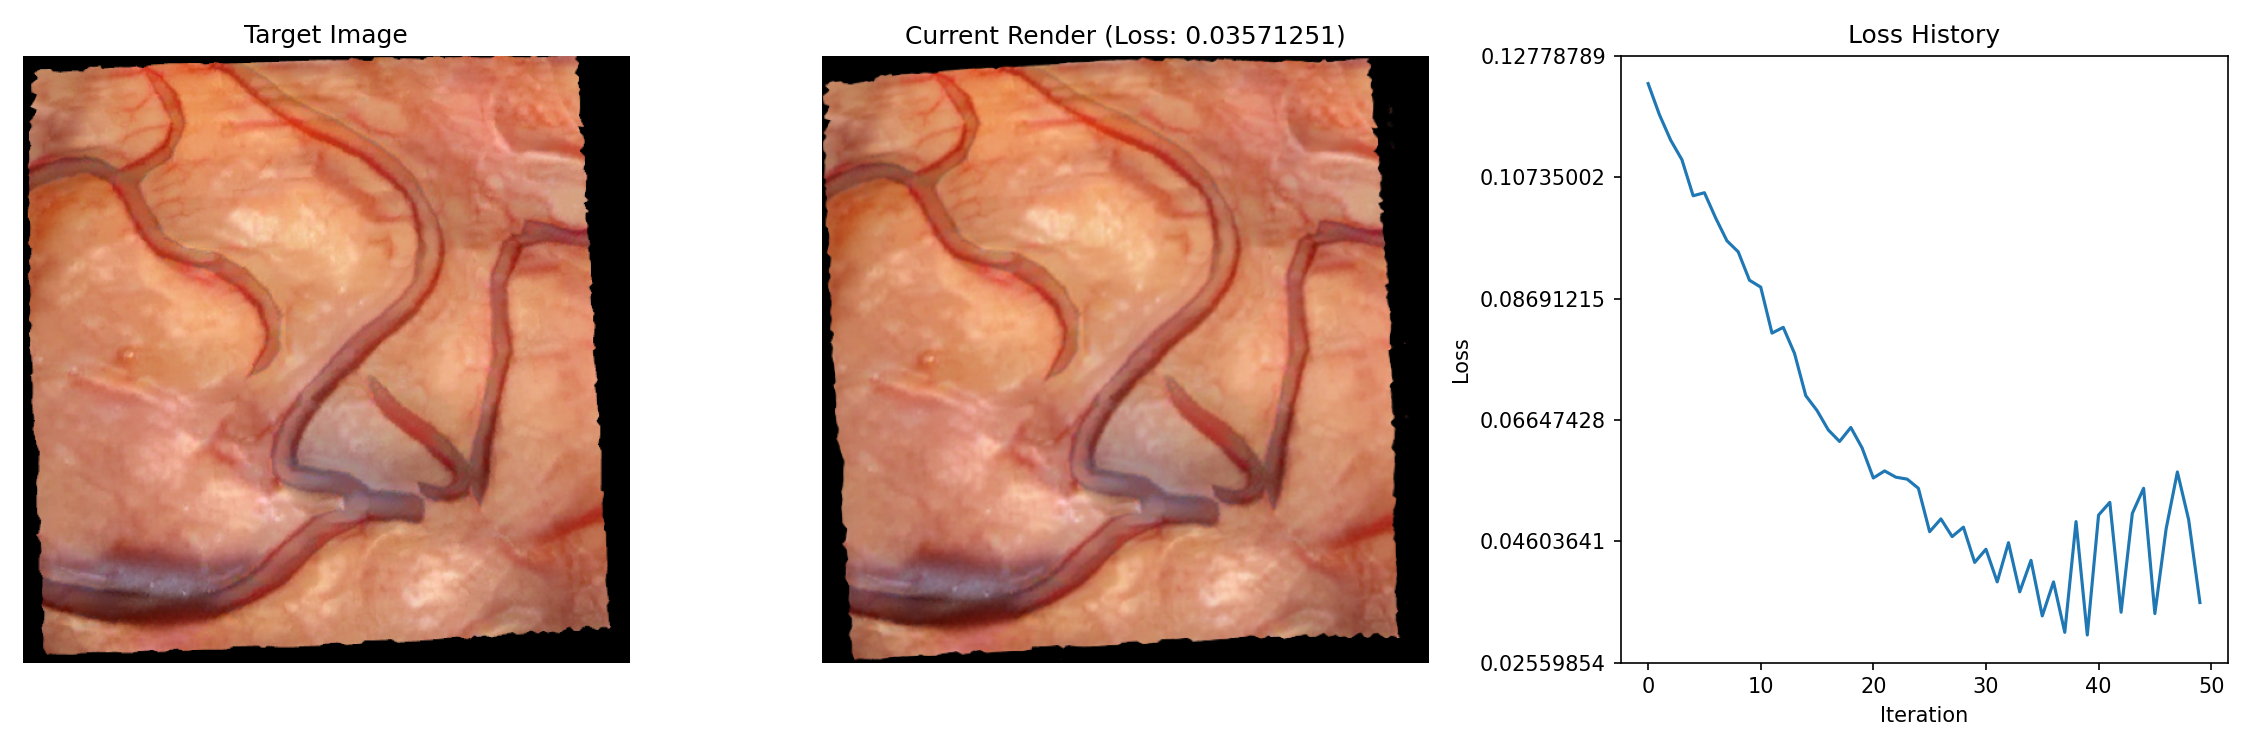 Target Image
Current Render (Loss: 0.03571251)
Loss History
0.12778789
0.10735002
0.08691215
0.06647428
0.04603641
0.02559854
Loss
0 10 20 30 40 50
Iteration